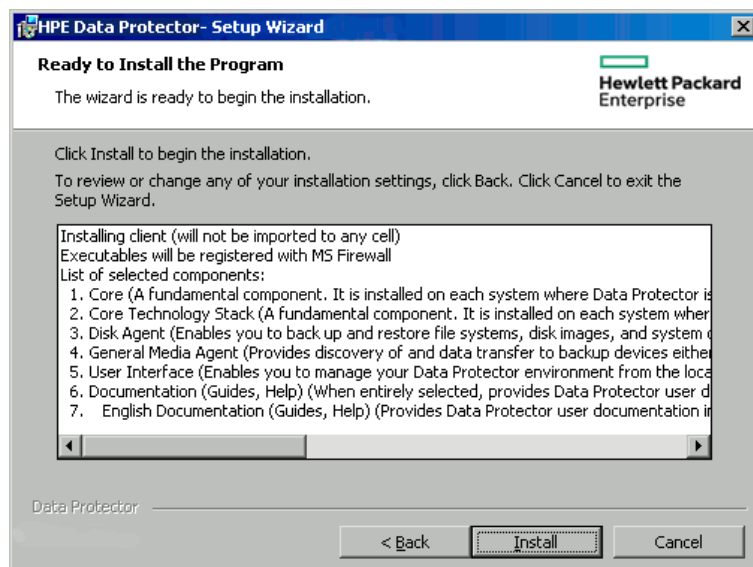 HPE Data Protector- Setup Wizard
Ready to Install the Program
The wizard is ready to begin the installation.
Hewlett Packard
Enterprise
Click Install to begin the installation.
To review or change any of your installation settings, click Back. Click Cancel to exit the
Setup Wizard.
Installing client (will not be imported to any cell)
Executables will be registered with MS Firewall
List of selected components:
1. Core (A fundamental component. It is installed on each system where Data Protector is
2. Core Technology Stack (A fundamental component. It is installed on each system wher
3. Disk Agent (Enables you to back up and restore file systems, disk images, and system
4. General Media Agent (Provides discovery of and data transfer to backup devices either
5. User Interface (Enables you to manage your Data Protector environment from the loca
6. Documentation (Guides, Help) (When entirely selected, provides Data Protector user d
7. English Documentation (Guides, Help) (Provides Data Protector user documentation in
Data Protector
< Back
Install
Cancel